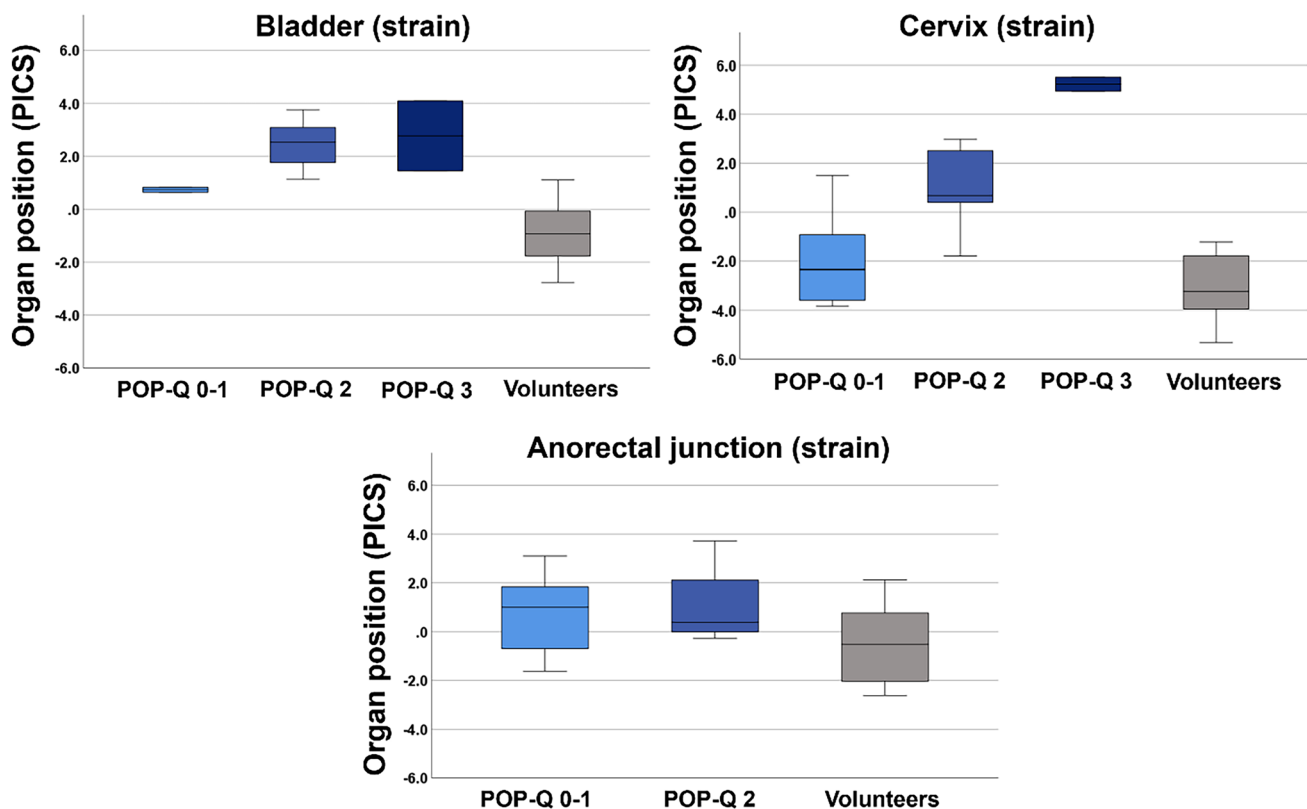 Bladder (strain)
Organ position (PICS)
6.0
4.0
2.0
.0
-2.0
-4.0
-6.0
POP-Q 0-1
POP-Q 2
POP-Q 3
Volunteers
Cervix (strain)
Organ position (PICS)
6.0
4.0
2.0
.0
-2.0
-4.0
-6.0
POP-Q 0-1
POP-Q 2
POP-Q 3
Volunteers
Anorectal junction (strain)
Organ position (PICS)
6.0
4.0
2.0
.0
-2.0
-4.0
-6.0
POP-Q 0-1
POP-Q 2
Volunteers